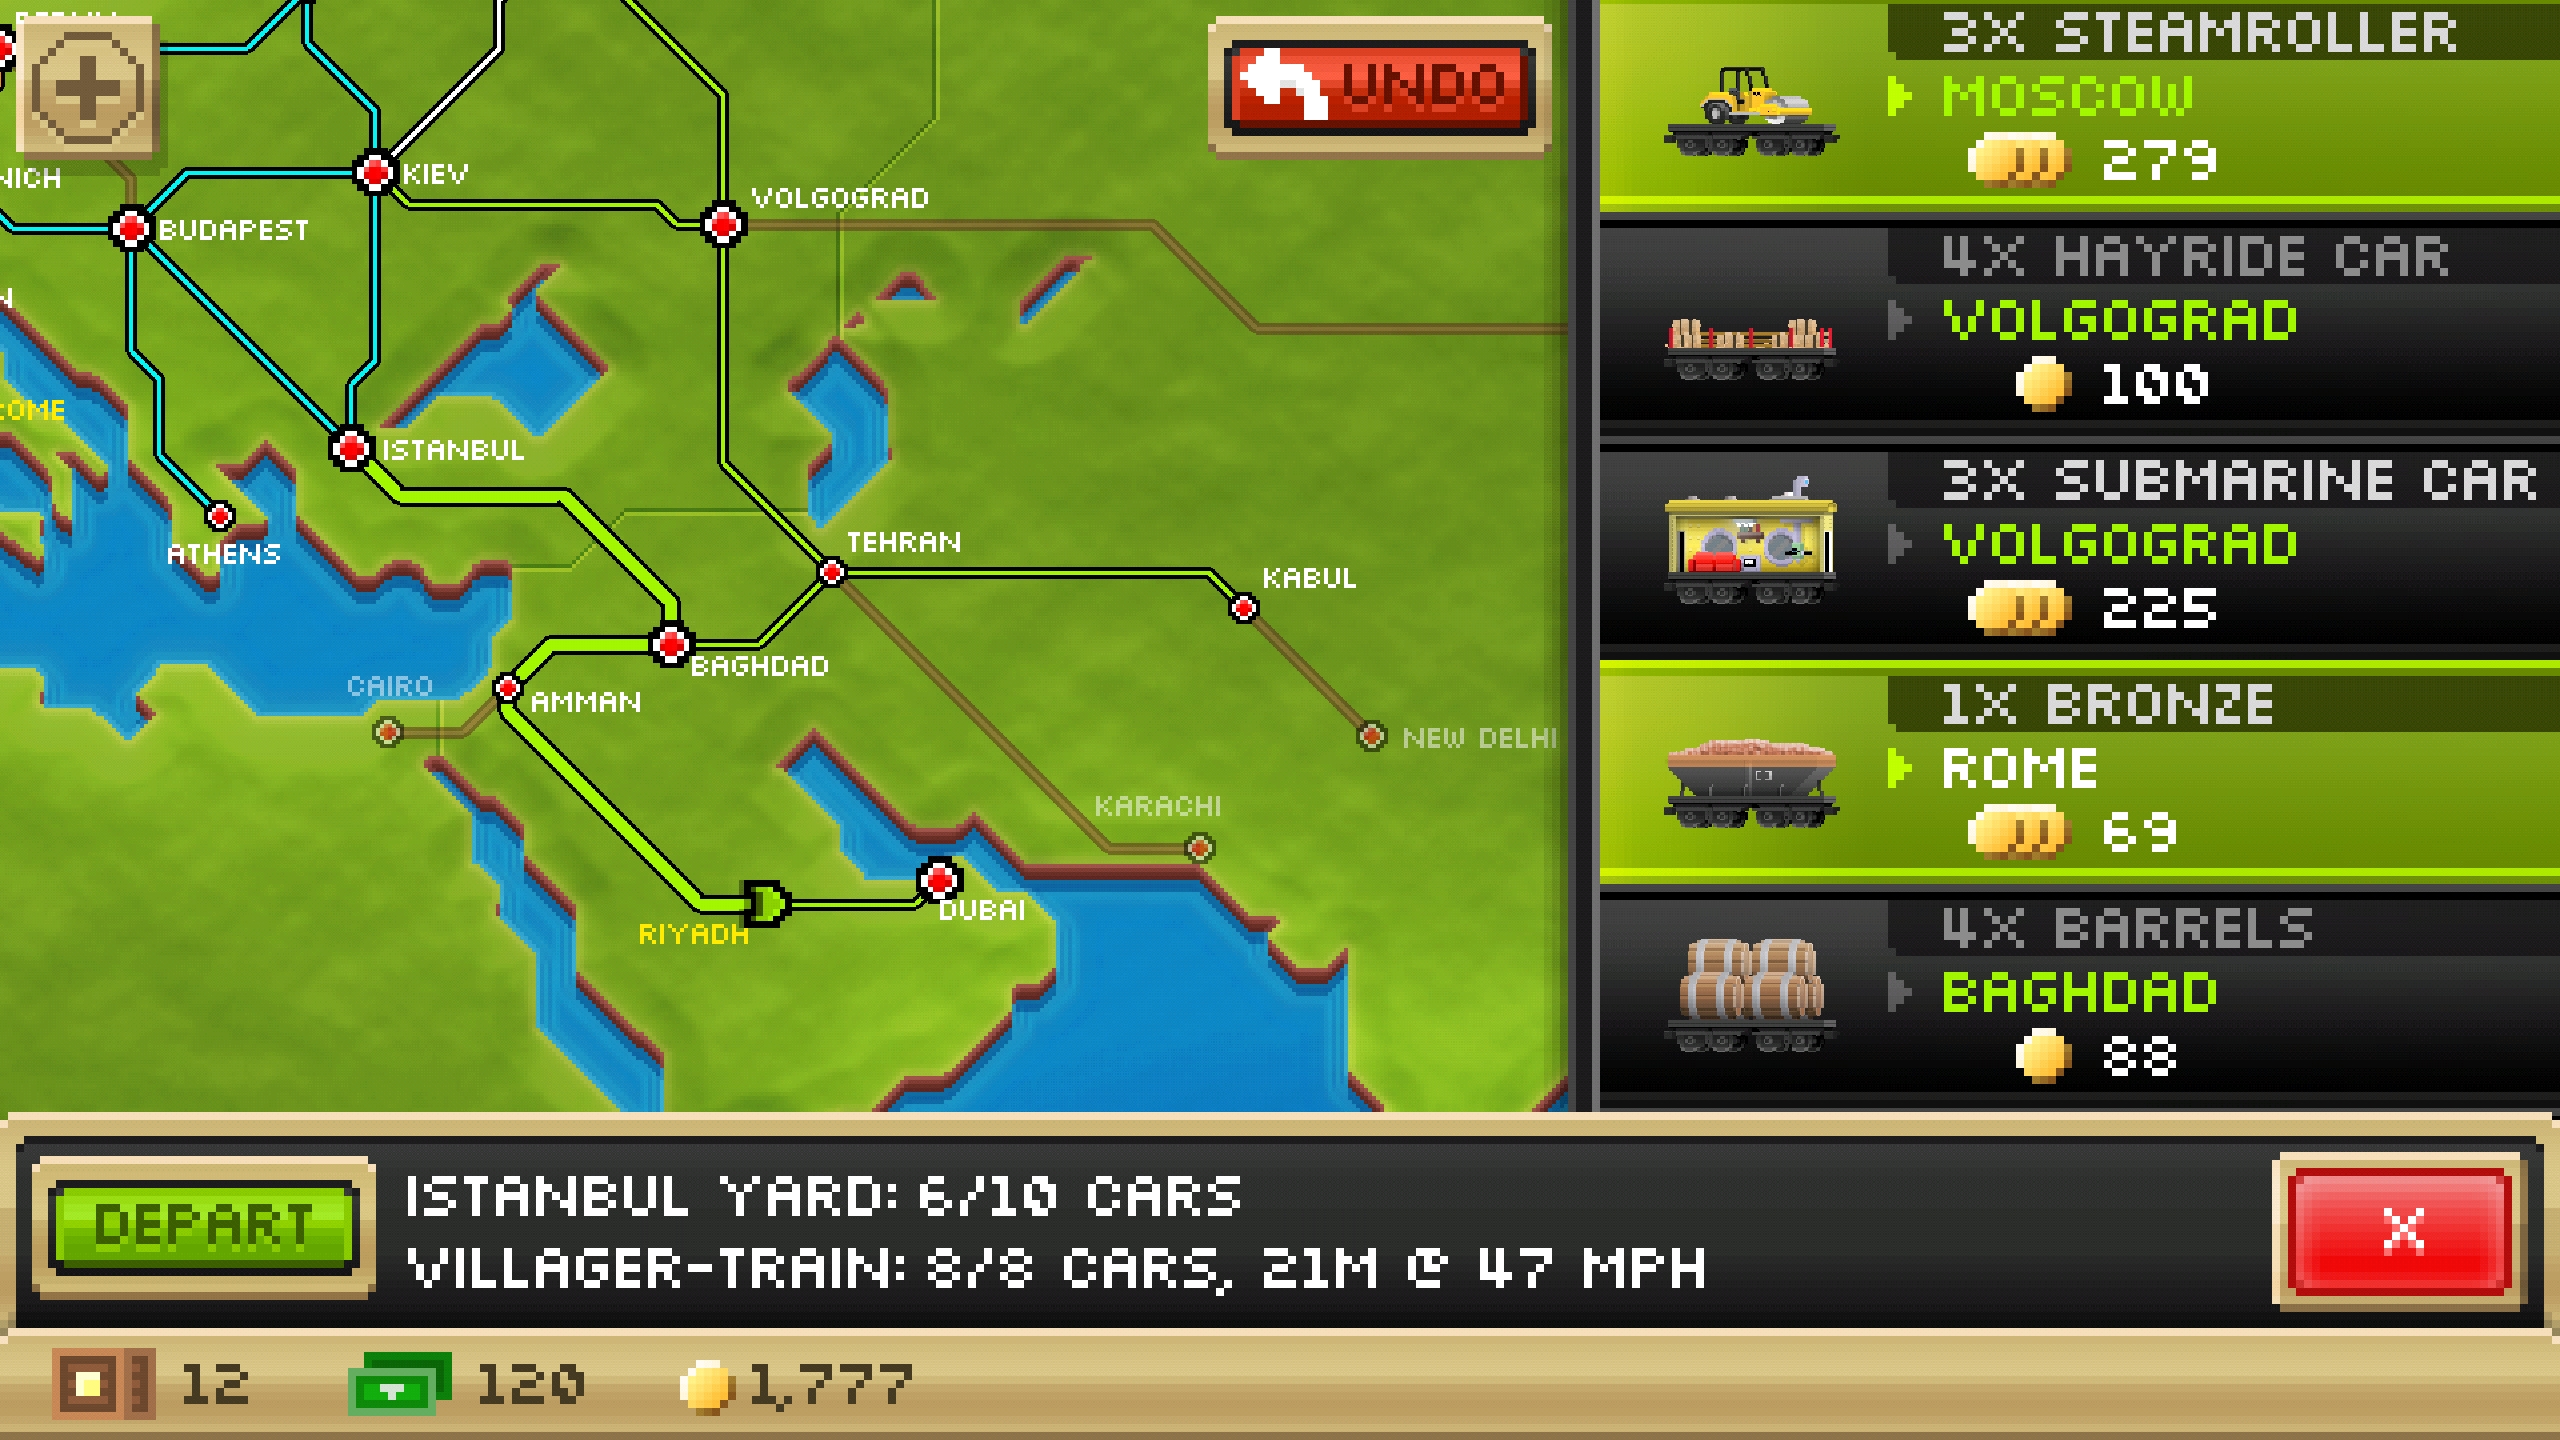 UNDO
NICH
KIEV
BUDAPEST
VOLGOGRAD
ISTANBUL
ATHENS
TEHRAN
KABUL
BAGHDAD
CAIRO
AMMAN
NEW DELHI
KARACHI
DUBAI
RIYADH
3X STEAMROLLER
MOSCOW
279
4X HAYRIDE CAR
VOLGOGRAD
100
3X SUBMARINE CAR
VOLGOGRAD
225
1X BRONZE
ROME
69
4X BARRELS
BAGHDAD
88
DEPART
ISTANBUL YARD: 6/10 CARS
VILLAGER-TRAIN: 8/8 CARS, 21M @ 47 MPH
X
12
120
1,777